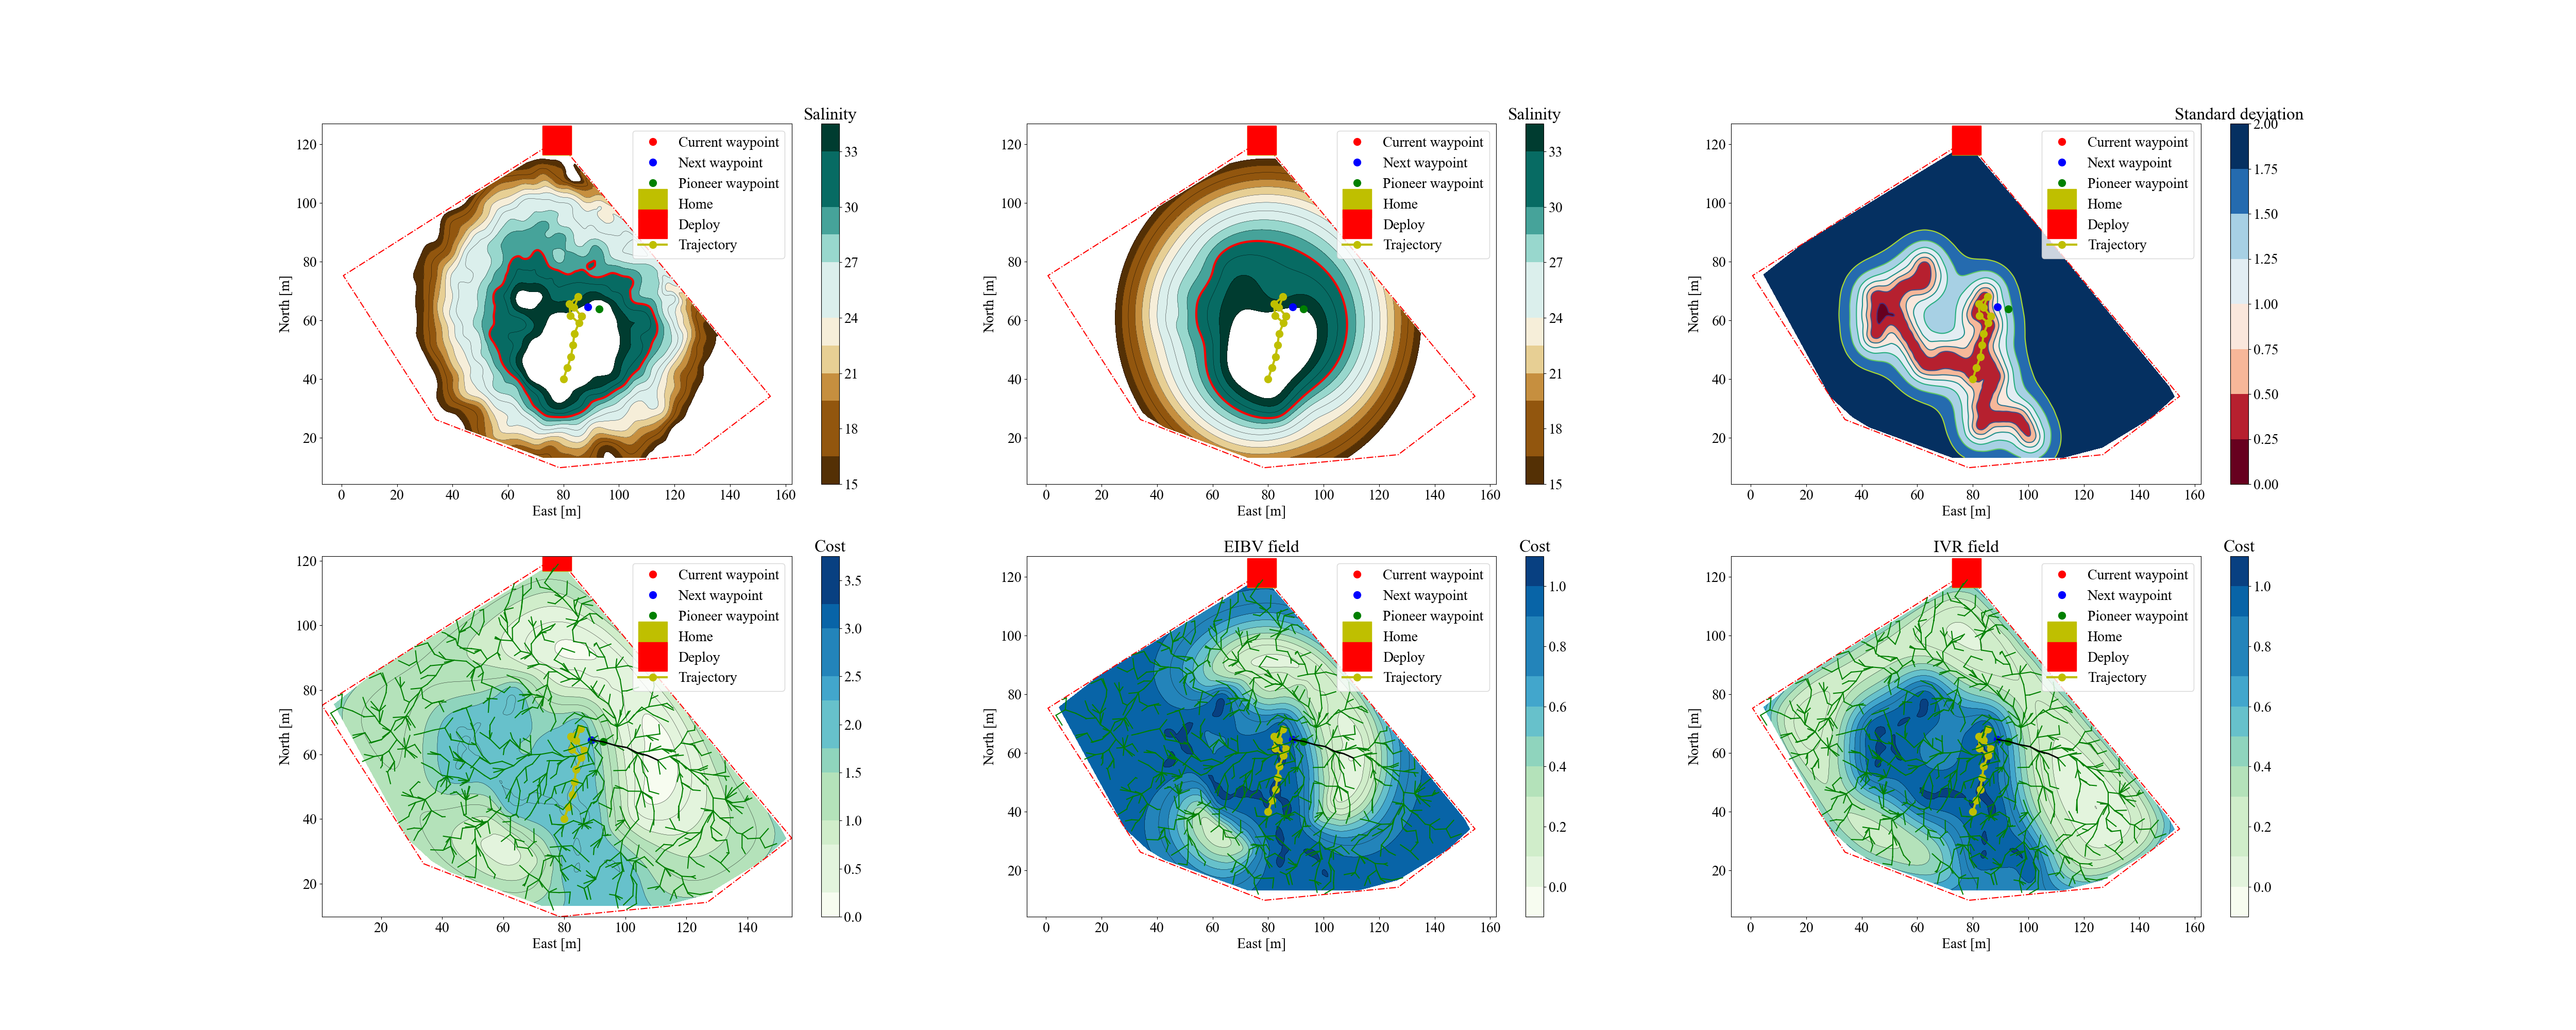 Salinity
Current waypoint
Next waypoint
Pioneer waypoint
Home
Deploy
Trajectory
120
100
80
60
40
20
North [m]
0 20 40 60 80 100 120 140 160
East [m]
33
30
27
24
21
18
15
Salinity
Current waypoint
Next waypoint
Pioneer waypoint
Home
Deploy
Trajectory
120
100
80
60
40
20
North [m]
0 20 40 60 80 100 120 140 160
East [m]
33
30
27
24
21
18
15
Standard deviation
Current waypoint
Next waypoint
Pioneer waypoint
Home
Deploy
Trajectory
120
100
80
60
40
20
North [m]
0 20 40 60 80 100 120 140 160
East [m]
2.00
1.75
1.50
1.25
1.00
0.75
0.50
0.25
0.00
Cost
Current waypoint
Next waypoint
Pioneer waypoint
Home
Deploy
Trajectory
120
100
80
60
40
20
North [m]
20 40 60 80 100 120 140
East [m]
3.5
3.0
2.5
2.0
1.5
1.0
0.5
0.0
EIBV field
Cost
Current waypoint
Next waypoint
Pioneer waypoint
Home
Deploy
Trajectory
120
100
80
60
40
20
North [m]
0 20 40 60 80 100 120 140 160
East [m]
1.0
0.8
0.6
0.4
0.2
0.0
IVR field
Cost
Current waypoint
Next waypoint
Pioneer waypoint
Home
Deploy
Trajectory
120
100
80
60
40
20
North [m]
0 20 40 60 80 100 120 140 160
East [m]
1.0
0.8
0.6
0.4
0.2
0.0